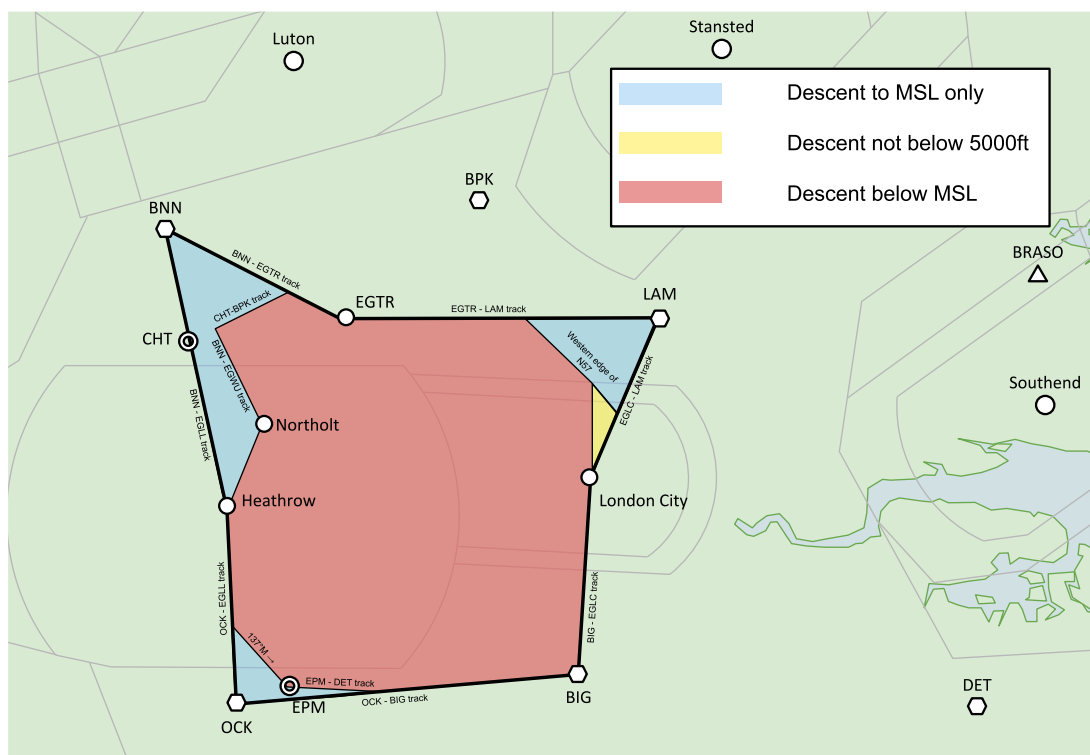 Luton
Stansted
Descent to MSL only
Descent not below 5000ft
Descent below MSL
BPK
BNN
BRASO
BNN - EGTR track
LAM
CHT-BPK track
EGTR
EGTR - LAM track
CHT
Western edge of
N57
BNN - EGWU track
EGLC - LAM track
Southend
BNN - EGLL track
Northolt
Heathrow
London City
OCK - EGLL track
BIG - EGLC track
137°M →
EPM - DET track
EPM
OCK - BIG track
BIG
DET
OCK